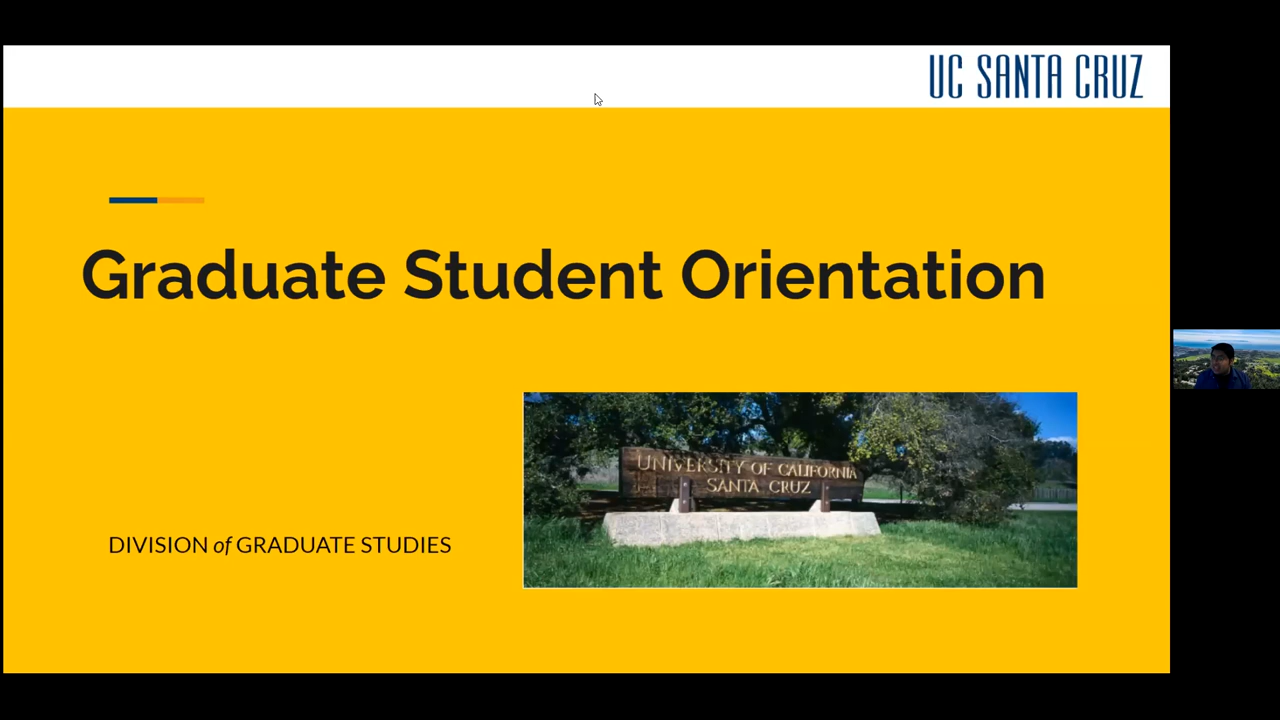 UC SANTA CRUZ
Graduate Student Orientation
UNIVERSITY OF CALIFORNIA
SANTA CRUZ
DIVISION of GRADUATE STUDIES